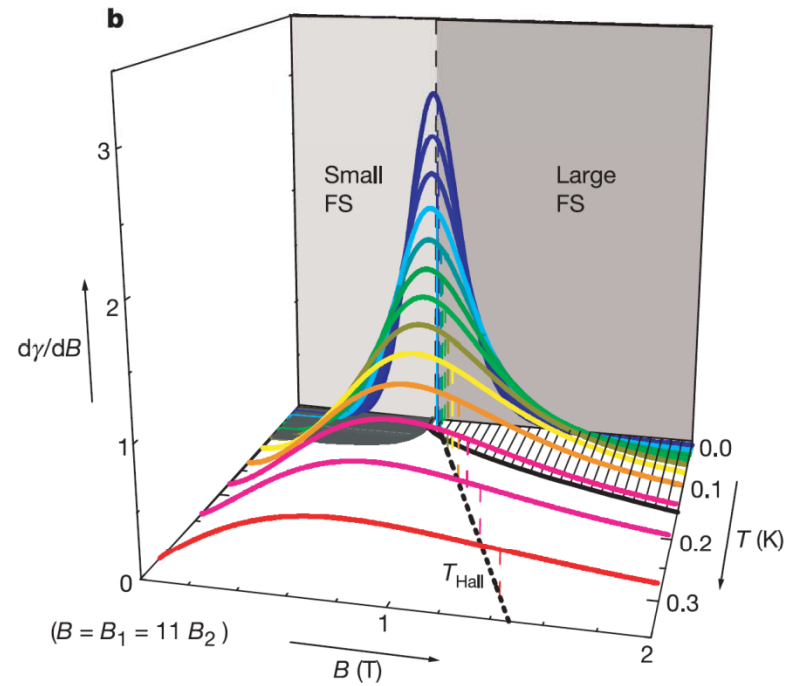 b
3
Small
FS
Large
FS
2
dγ/dB
1
0.0
0.1
0.2
T (K)
0.3
T_Hall
0
1
2
(B = B₁ = 11 B₂)
B (T)